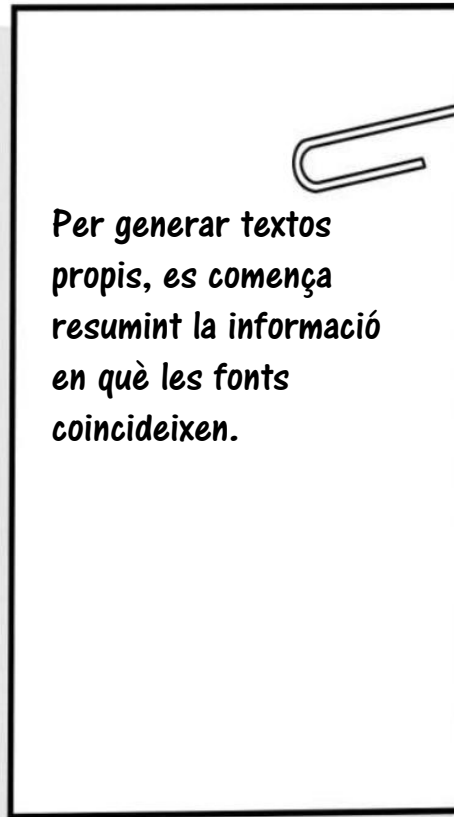 Per generar textos
propis, es comença
resumint la informació
en què les fonts
coincideixen.